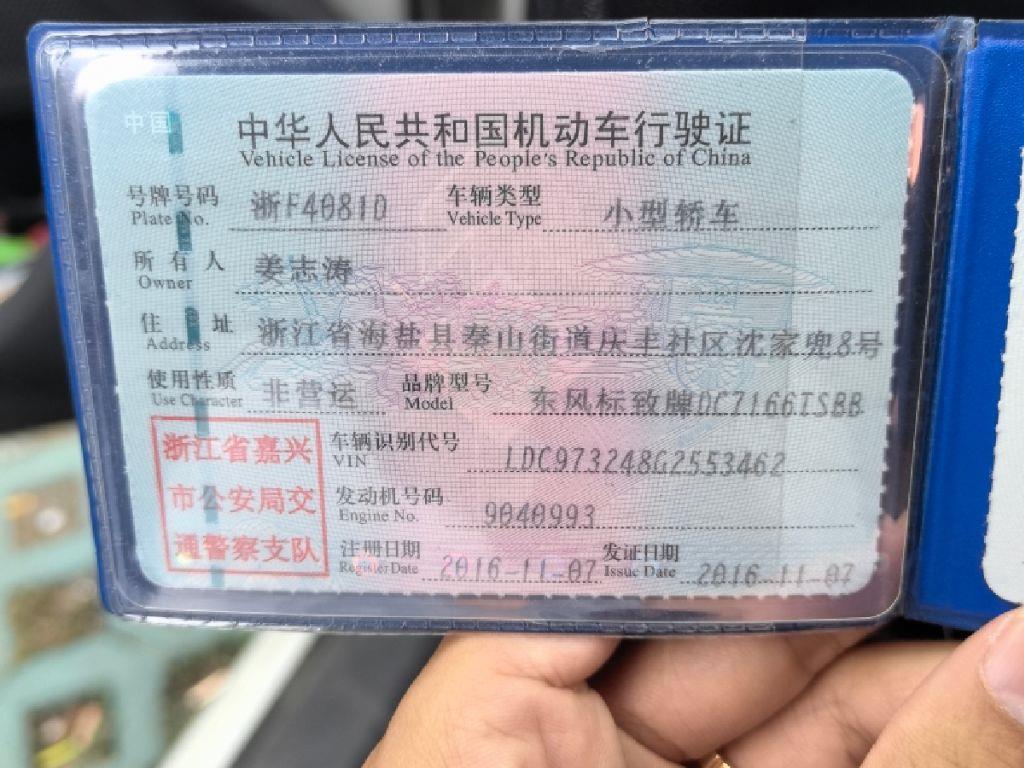 中国
中华人民共和国机动车行驶证
Vehicle License of the People's Republic of China
号牌号码 浙F4081D 车辆类型 小型轿车
Plate No. Vehicle Type
所有人 姜志涛
Owner
住址 浙江省海盐县秦山街道庆丰社区沈家兜8号
Address
使用性质 非营运 品牌型号 东风标致牌DC7166TSBB
Use Character Model
浙江省嘉兴 车辆识别代号 LDC973248G2553462
VIN
市公安局交 发动机号码 9040993
Engine No.
通警察支队 注册日期 2016-11-07 发证日期 2016-11-07
Register Date Issue Date